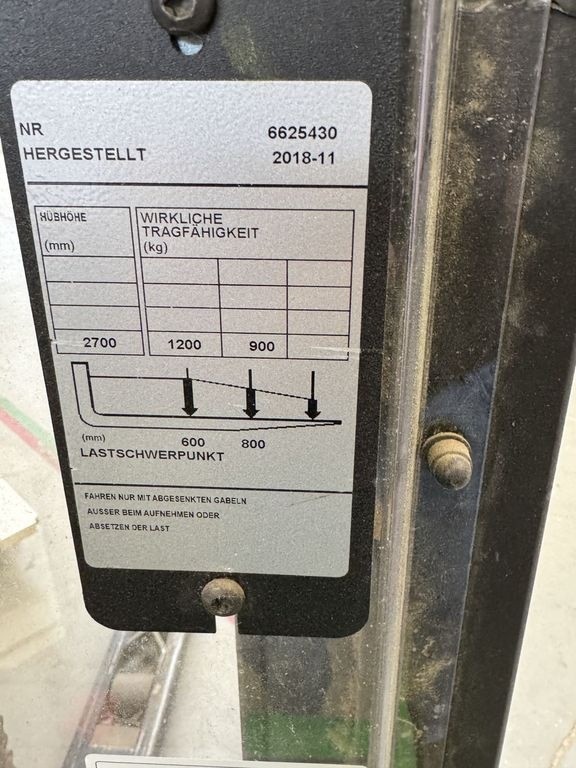 NR 6625430
HERGESTELLT 2018-11
HUBHÖHE WIRKLICHE
TRAGFÄHIGKEIT
(mm) (kg)
2700 1200 900
(mm) 600 800
LASTSCHWERPUNKT
FAHREN NUR MIT ABGESENKTEN GABELN
AUSSER BEIM AUFNEHMEN ODER
ABSETZEN DER LAST